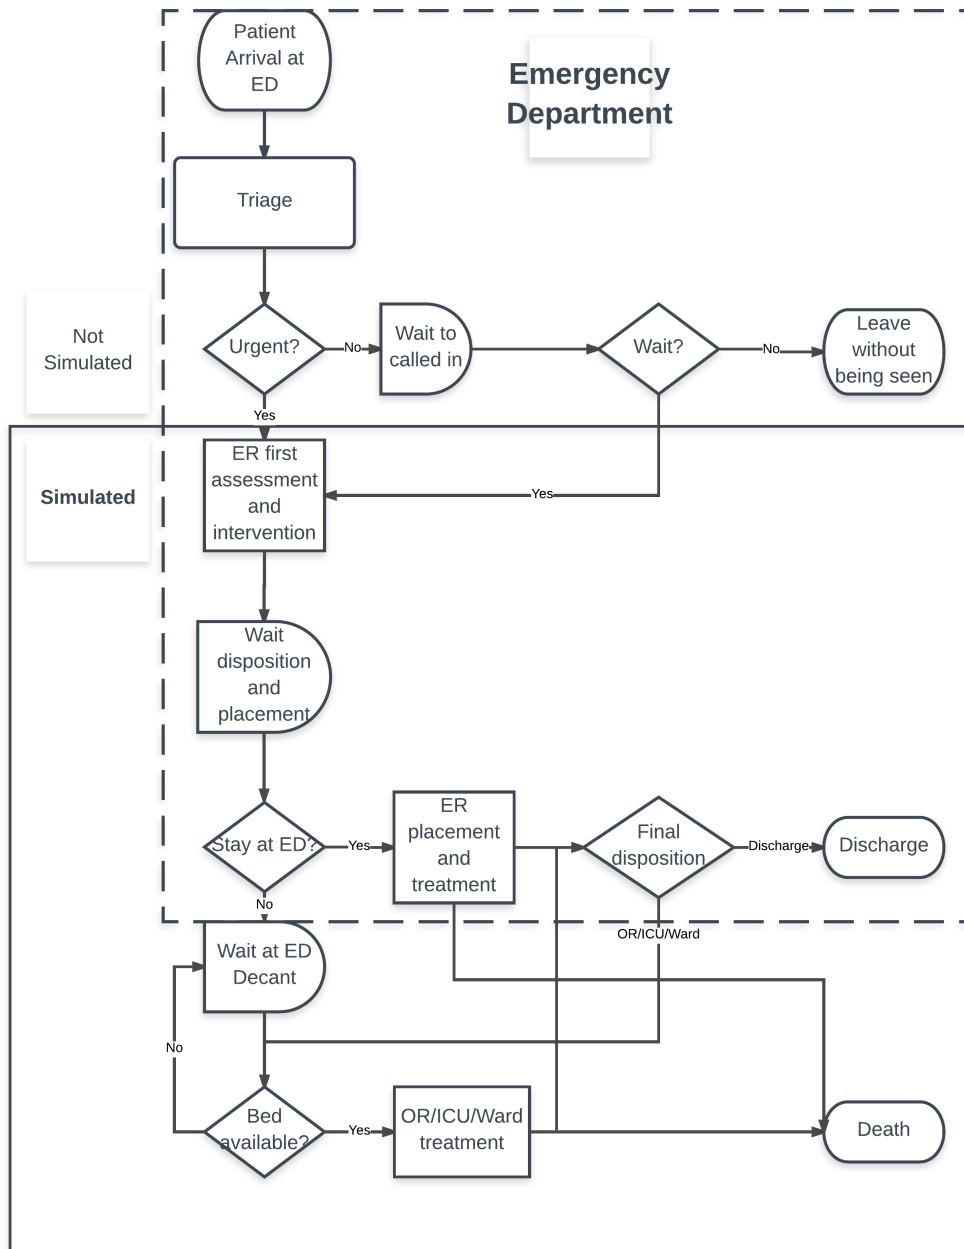 Patient
Arrival at
ED
Emergency
Department
Triage
Not
Simulated
Urgent?
No
Wait to
called in
Wait?
No
Leave
without
being seen
Yes
Simulated
ER first
assessment
and
intervention
Yes
Wait
disposition
and
placement
Stay at ED?
Yes
ER
placement
and
treatment
Final
disposition
Discharge
Discharge
No
OR/ICU/Ward
Wait at ED
Decant
No
Bed
available?
Yes
OR/ICU/Ward
treatment
Death